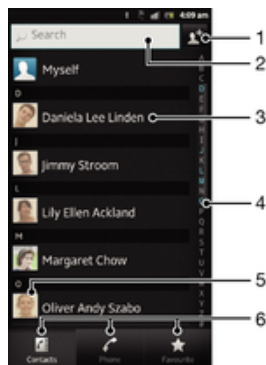 4:09 am
Search
1
2
Myself
D
Daniela Lee Linden
3
J
Jimmy Stroom
L
Lily Ellen Ackland
4
M
Margaret Chow
O
5
Oliver Andy Szabo
6
Contacts
Phone
Favourite